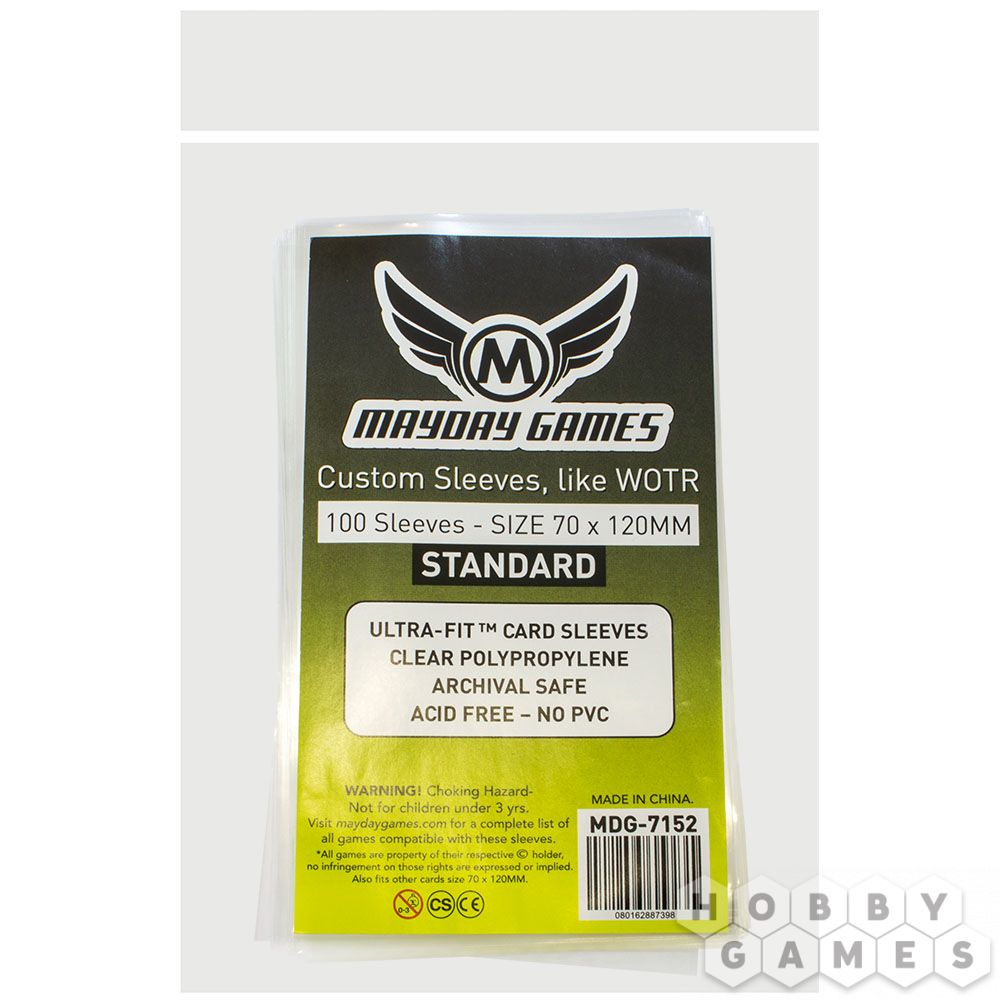 M
MAYDAY GAMES
Custom Sleeves, like WOTR
100 Sleeves - SIZE 70 x 120MM
STANDARD
ULTRA-FIT™ CARD SLEEVES
CLEAR POLYPROPYLENE
ARCHIVAL SAFE
ACID FREE – NO PVC
WARNING! Choking Hazard-
Not for children under 3 yrs.
Visit maydaygames.com for a complete list of
all games compatible with these sleeves.
*All games are property of their respective © holder,
no infringement on those rights are expressed or implied.
Also fits other cards size 70 x 120MM.
0-3 CS CE
MADE IN CHINA.
MDG-7152
080162887398
HOBBY
GAMES